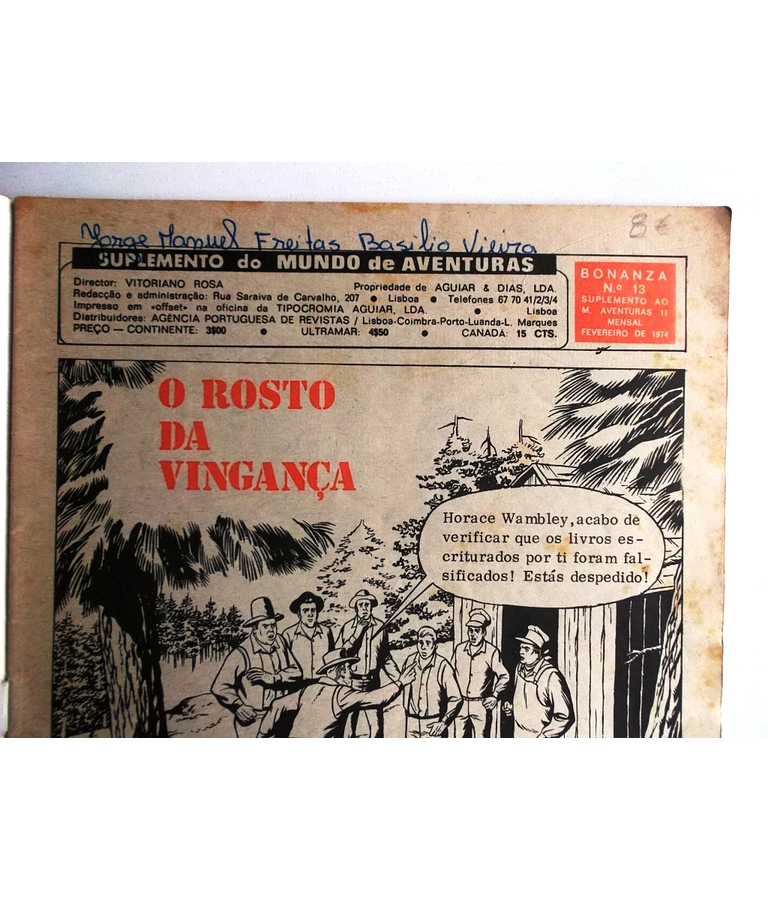 Jorge Manuel Freitas Basilio Vieira
8 €
SUPLEMENTO do MUNDO de AVENTURAS
Director: VITORIANO ROSA Propriedade de AGUIAR & DIAS, LDA.
Redacção e administração: Rua Saraiva de Carvalho, 207 ● Lisboa ● Telefones 67 70 41/2/3/4
Impresso em «offset» na oficina da TIPOCROMIA AGUIAR, LDA. ● Lisboa
Distribuidores: AGÊNCIA PORTUGUESA DE REVISTAS / Lisboa-Coimbra-Porto-Luanda-L. Marques
PREÇO — CONTINENTE: 3$00 ● ULTRAMAR: 4$50 ● CANADA: 15 CTS.
BONANZA
N.º 13
SUPLEMENTO AO
M. AVENTURAS 11
MENSAL
FEVEREIRO DE 1974
O ROSTO
DA
VINGANÇA
Horace Wambley, acabo de
verificar que os livros es-
criturados por ti foram fal-
sificados! Estás despedido!